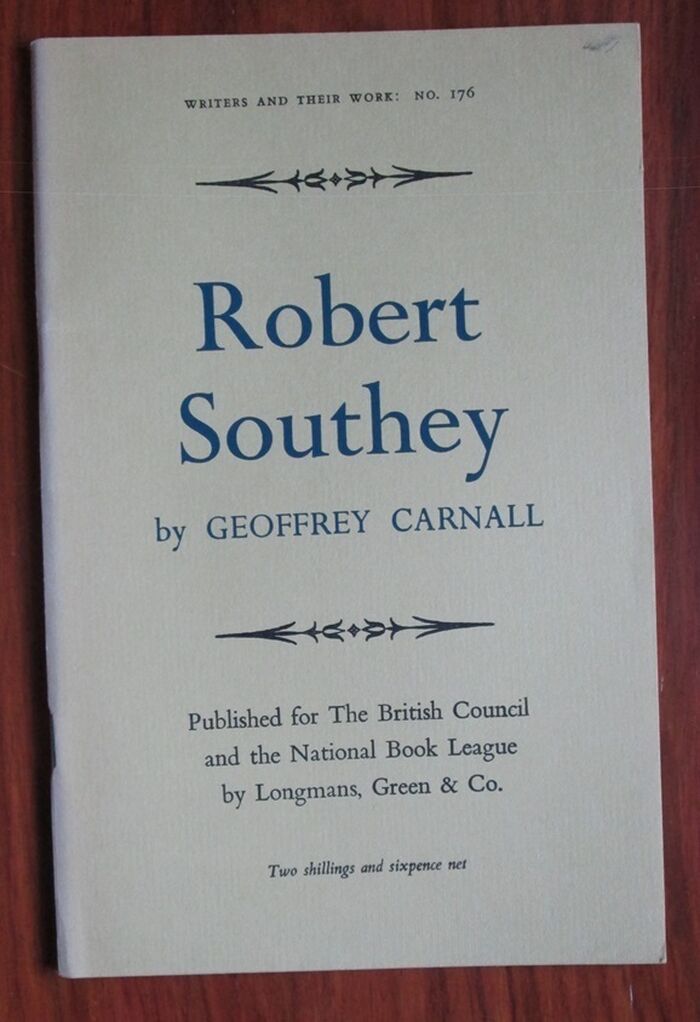 WRITERS AND THEIR WORK: NO. 176
Robert
Southey
by GEOFFREY CARNALL
Published for The British Council
and the National Book League
by Longmans, Green & Co.
Two shillings and sixpence net